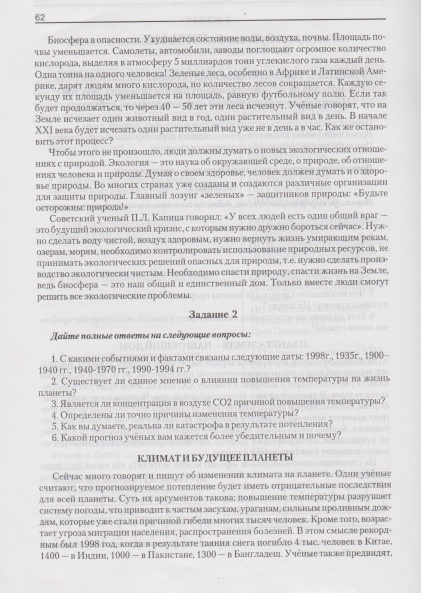 62
Биосфера в опасности. Ухудшается состояние воды, воздуха, почвы. Площадь поч-
вы уменьшается. Самолеты, автомобили, заводы поглощают огромное количество
кислорода, выделяя в атмосферу 5 миллиардов тонн углекислого газа каждый день.
Одна тонна на одного человека! Зеленые леса, особенно в Африке и Латинской Аме-
рике, дарят людям много кислорода, но количество лесов сокращается. Каждую се-
кунду их площадь уменьшается на площадь, равную футбольному полю. Если так
будет продолжаться, то через 40 — 50 лет эти леса исчезнут. Учёные говорят, что на
Земле исчезает один животный вид в год, один растительный вид в день. В начале
XXI века будет исчезать один растительный вид уже не в день а в час. Как же остано-
вить этот процесс?
Чтобы этого не произошло, люди должны думать о новых экологических отноше-
ниях с природой. Экология — это наука об окружающей среде, о природе, об отноше-
ниях человека и природы. Думая о своем здоровье, человек должен думать и о здоро-
вье природы. Во многих странах уже созданы и создаются различные организации
для защиты природы. Главный лозунг «зеленых» — защитников природы: «Будьте
осторожны: природа!»
Советский ученый П.Л. Капица говорил: «У всех людей есть один общий враг —
это будущий экологический кризис, с которым нужно дружно бороться сейчас». Нуж-
но сделать воду чистой, воздух здоровым, нужно вернуть жизнь умирающим рекам,
озерам, морям, необходимо контролировать использование природных ресурсов, не
принимать экологических решений опасных для природы, т.е. нужно сделать произ-
водство экологически чистым. Необходимо спасти природу, спасти жизнь на Земле,
ведь биосфера — это наш общий и единственный дом. Только вместе люди смогут
решить все экологические проблемы.
Задание 2
Дайте полные ответы на следующие вопросы:
1. С какими событиями и фактами связаны следующие даты: 1998г., 1935г., 1900–
1940 гг., 1940-1970 гг., 1990-1994 гг.?
2. Существует ли единое мнение о влиянии повышения температуры на жизнь
планеты?
3. Является ли концентрация в воздухе CO2 причиной повышения температуры?
4. Определены ли точно причины изменения температуры?
5. Как вы думаете, реальна ли катастрофа в результате потепления?
6. Какой прогноз учёных вам кажется более убедительным и почему?
КЛИМАТ И БУДУЩЕЕ ПЛАНЕТЫ
Сейчас много говорят и пишут об изменении климата на планете. Одни учёные
считают, что прогнозируемое потепление будет иметь отрицательные последствия
для всей планеты. Суть их аргументов такова: повышение температуры разрушает
систему погоды, что приводит к частым засухам, ураганам, сильным проливным дож-
дям, которые уже стали причиной гибели многих тысяч человек. Кроме того, возрас-
тает угроза миграции населения, распространения болезней. В этом смысле рекорд-
ным был 1998 год, когда в результате таяния снега погибло 4 тыс. человек в Китае,
1400 — в Индии, 1000 — в Пакистане, 1300 — в Бангладеш. Учёные также предвидят,